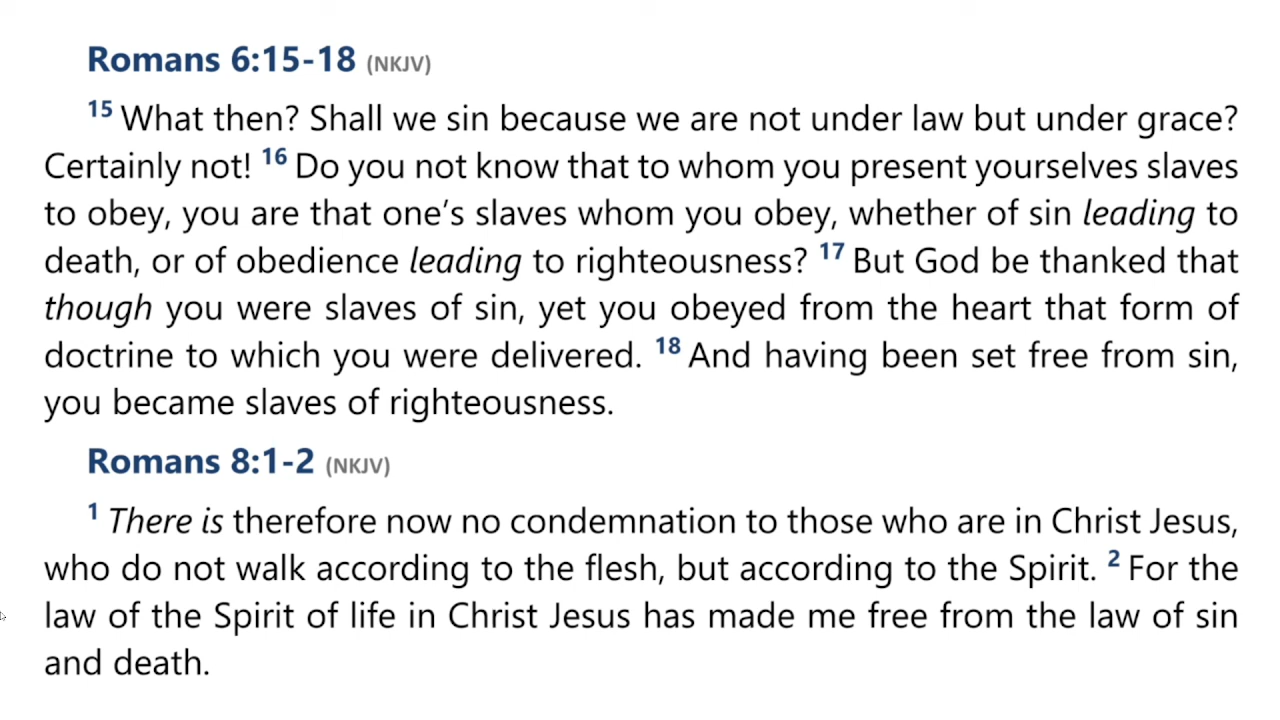 Romans 6:15-18 (NKJV)
15 What then? Shall we sin because we are not under law but under grace?
Certainly not! 16 Do you not know that to whom you present yourselves slaves
to obey, you are that one’s slaves whom you obey, whether of sin leading to
death, or of obedience leading to righteousness? 17 But God be thanked that
though you were slaves of sin, yet you obeyed from the heart that form of
doctrine to which you were delivered. 18 And having been set free from sin,
you became slaves of righteousness.
Romans 8:1-2 (NKJV)
1 There is therefore now no condemnation to those who are in Christ Jesus,
who do not walk according to the flesh, but according to the Spirit. 2 For the
law of the Spirit of life in Christ Jesus has made me free from the law of sin
and death.